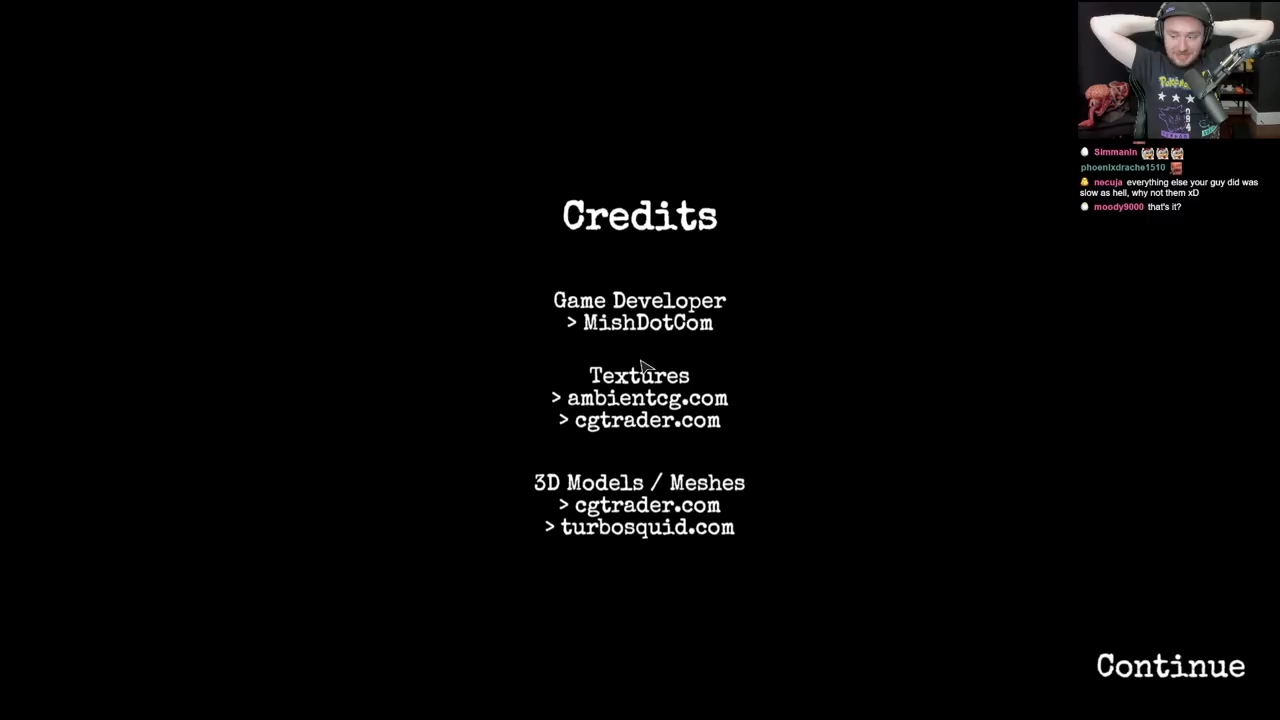 Credits
Game Developer
> MishDotCom
Textures
> ambientcg.com
> cgtrader.com
3D Models / Meshes
> cgtrader.com
> turbosquid.com
Continue
Simmanin
phoenixdrache1510
necuja everything else your guy did was
slow as hell, why not them xD
moody9000 that's it?